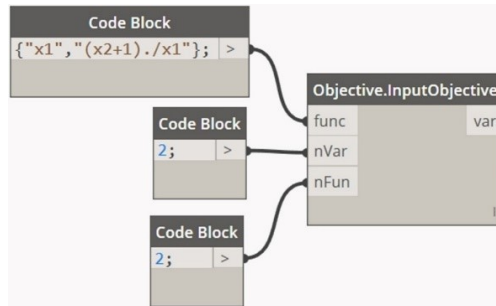 Code Block
{"x1","(x2+1)./x1"}; >
Objective.InputObjective
func var
Code Block
2; >
nVar
nFun
Code Block
2; >